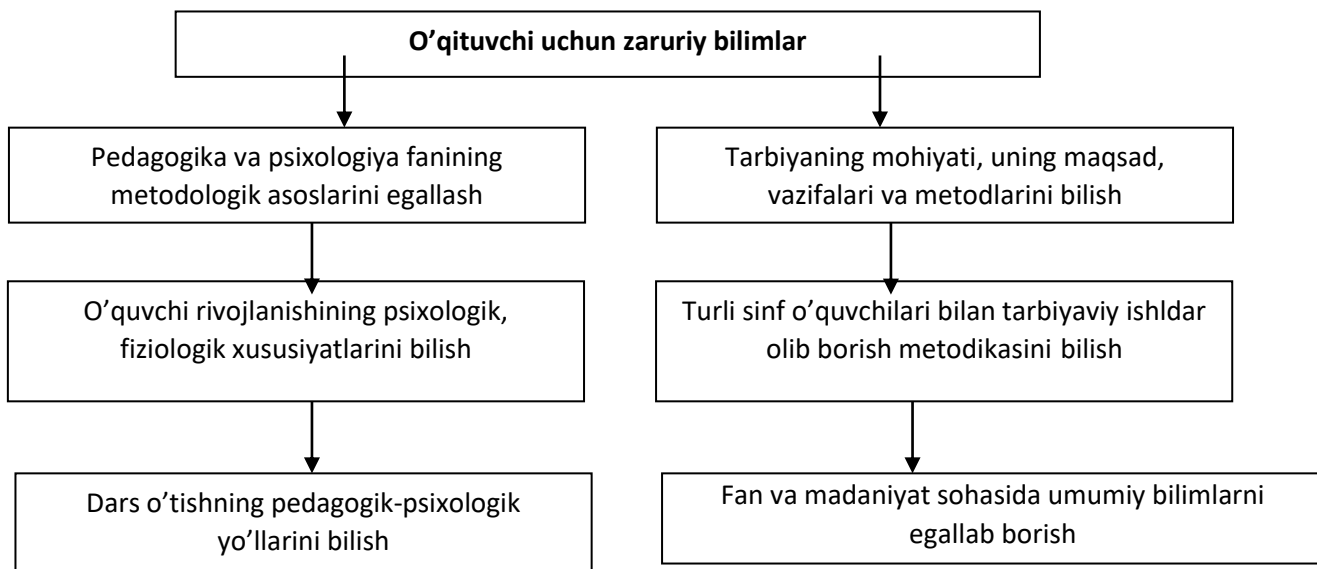 O’qituvchi uchun zaruriy bilimlar
Pedagogika va psixologiya fanining
metodologik asoslarini egallash
Tarbiyaning mohiyati, uning maqsad,
vazifalari va metodlarini bilish
O’quvchi rivojlanishining psixologik,
fiziologik xususiyatlarini bilish
Turli sinf o’quvchilari bilan tarbiyaviy ishldar
olib borish metodikasini bilish
Dars o’tishning pedagogik-psixologik
yo’llarini bilish
Fan va madaniyat sohasida umumiy bilimlarni
egallab borish